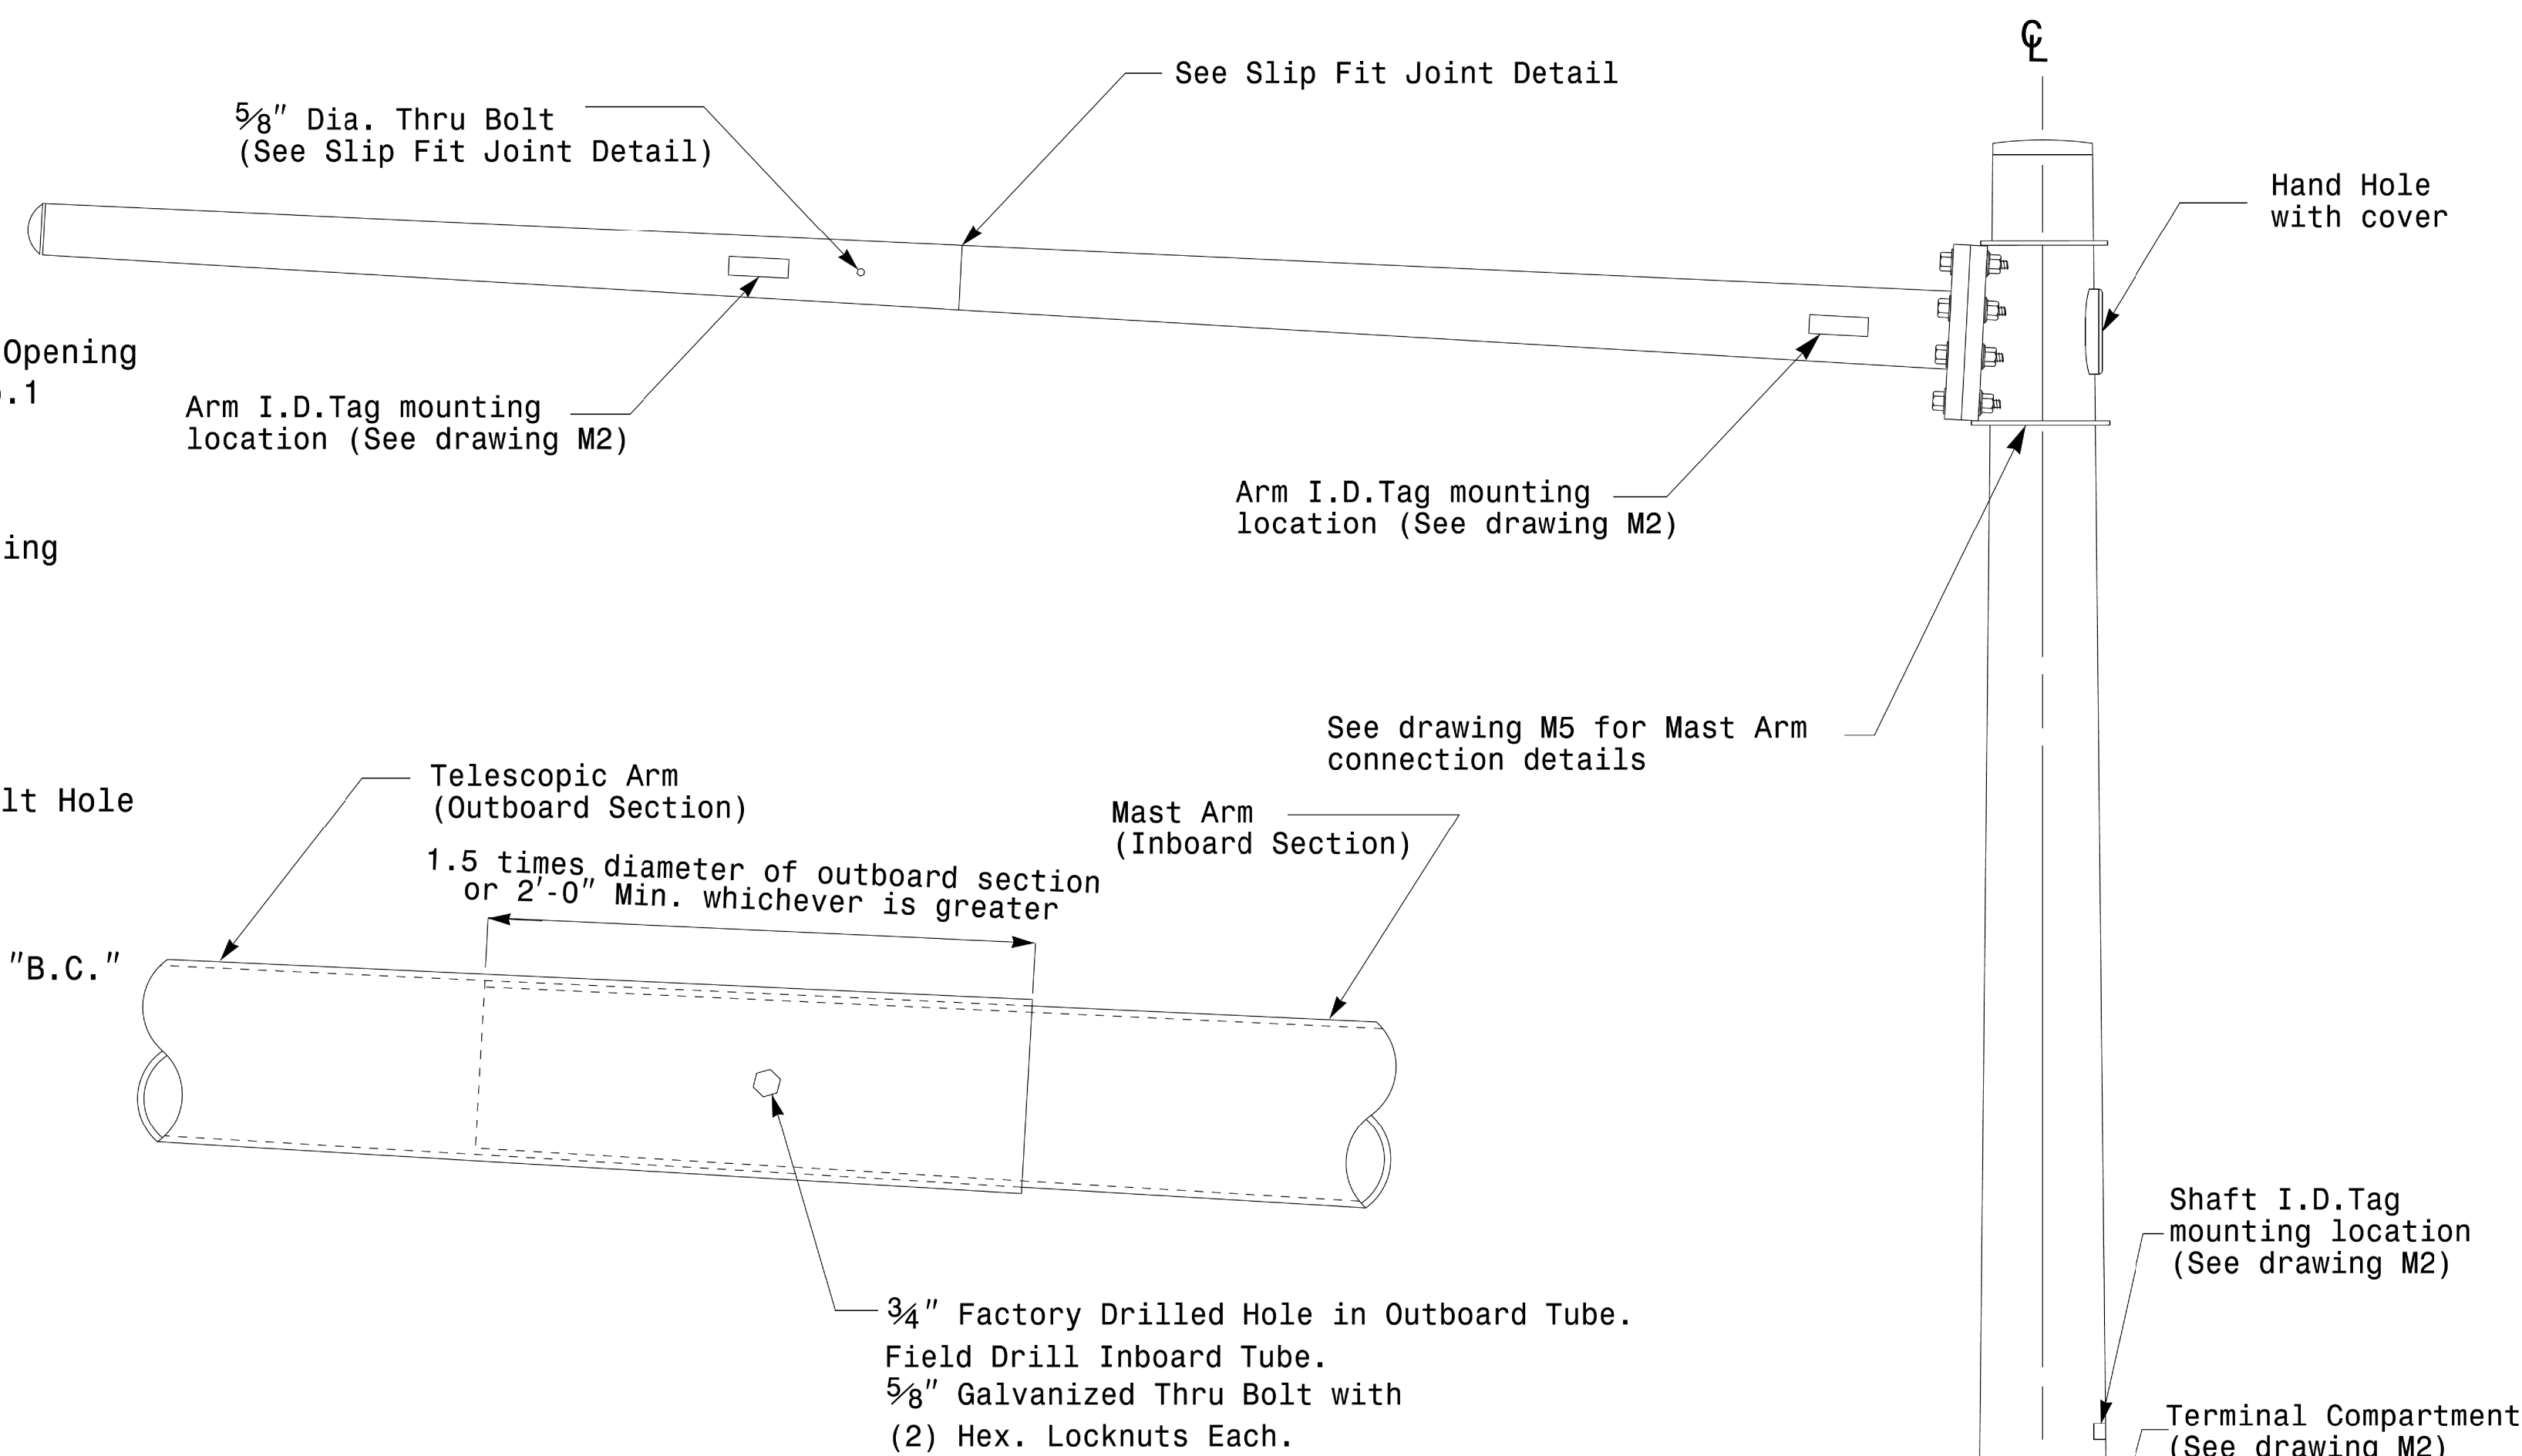 ℄
See Slip Fit Joint Detail
5/8" Dia. Thru Bolt
(See Slip Fit Joint Detail)
Hand Hole
with cover
Opening
.1
Arm I.D.Tag mounting
location (See drawing M2)
Arm I.D.Tag mounting
location (See drawing M2)
ing
See drawing M5 for Mast Arm
connection details
Telescopic Arm
(Outboard Section)
lt Hole
Mast Arm
(Inboard Section)
1.5 times diameter of outboard section
or 2'-0" Min. whichever is greater
"B.C."
Shaft I.D.Tag
mounting location
(See drawing M2)
3/4" Factory Drilled Hole in Outboard Tube.
Field Drill Inboard Tube.
5/8" Galvanized Thru Bolt with
(2) Hex. Locknuts Each.
Terminal Compartment
(See drawing M2)